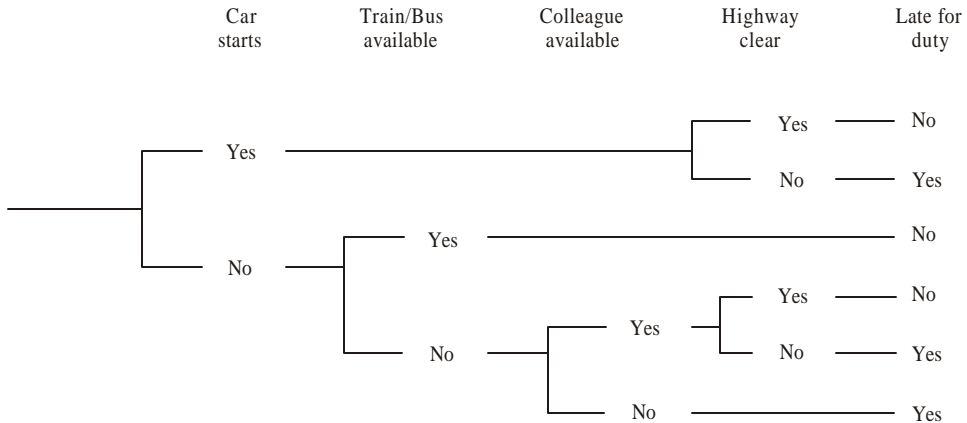 Car starts
Train/Bus available
Colleague available
Highway clear
Late for duty
Yes No
Yes
No Yes
Yes No
No
Yes No
Yes
No No Yes
No Yes